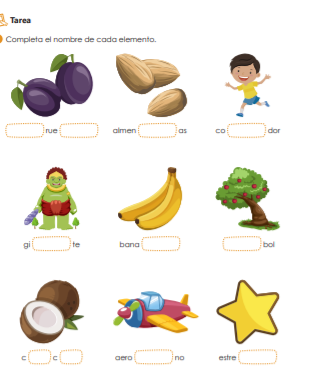 Tarea
Completa el nombre de cada elemento.
rue
almen as
co dor
gi te
bana
bol
c c
aero no
estre